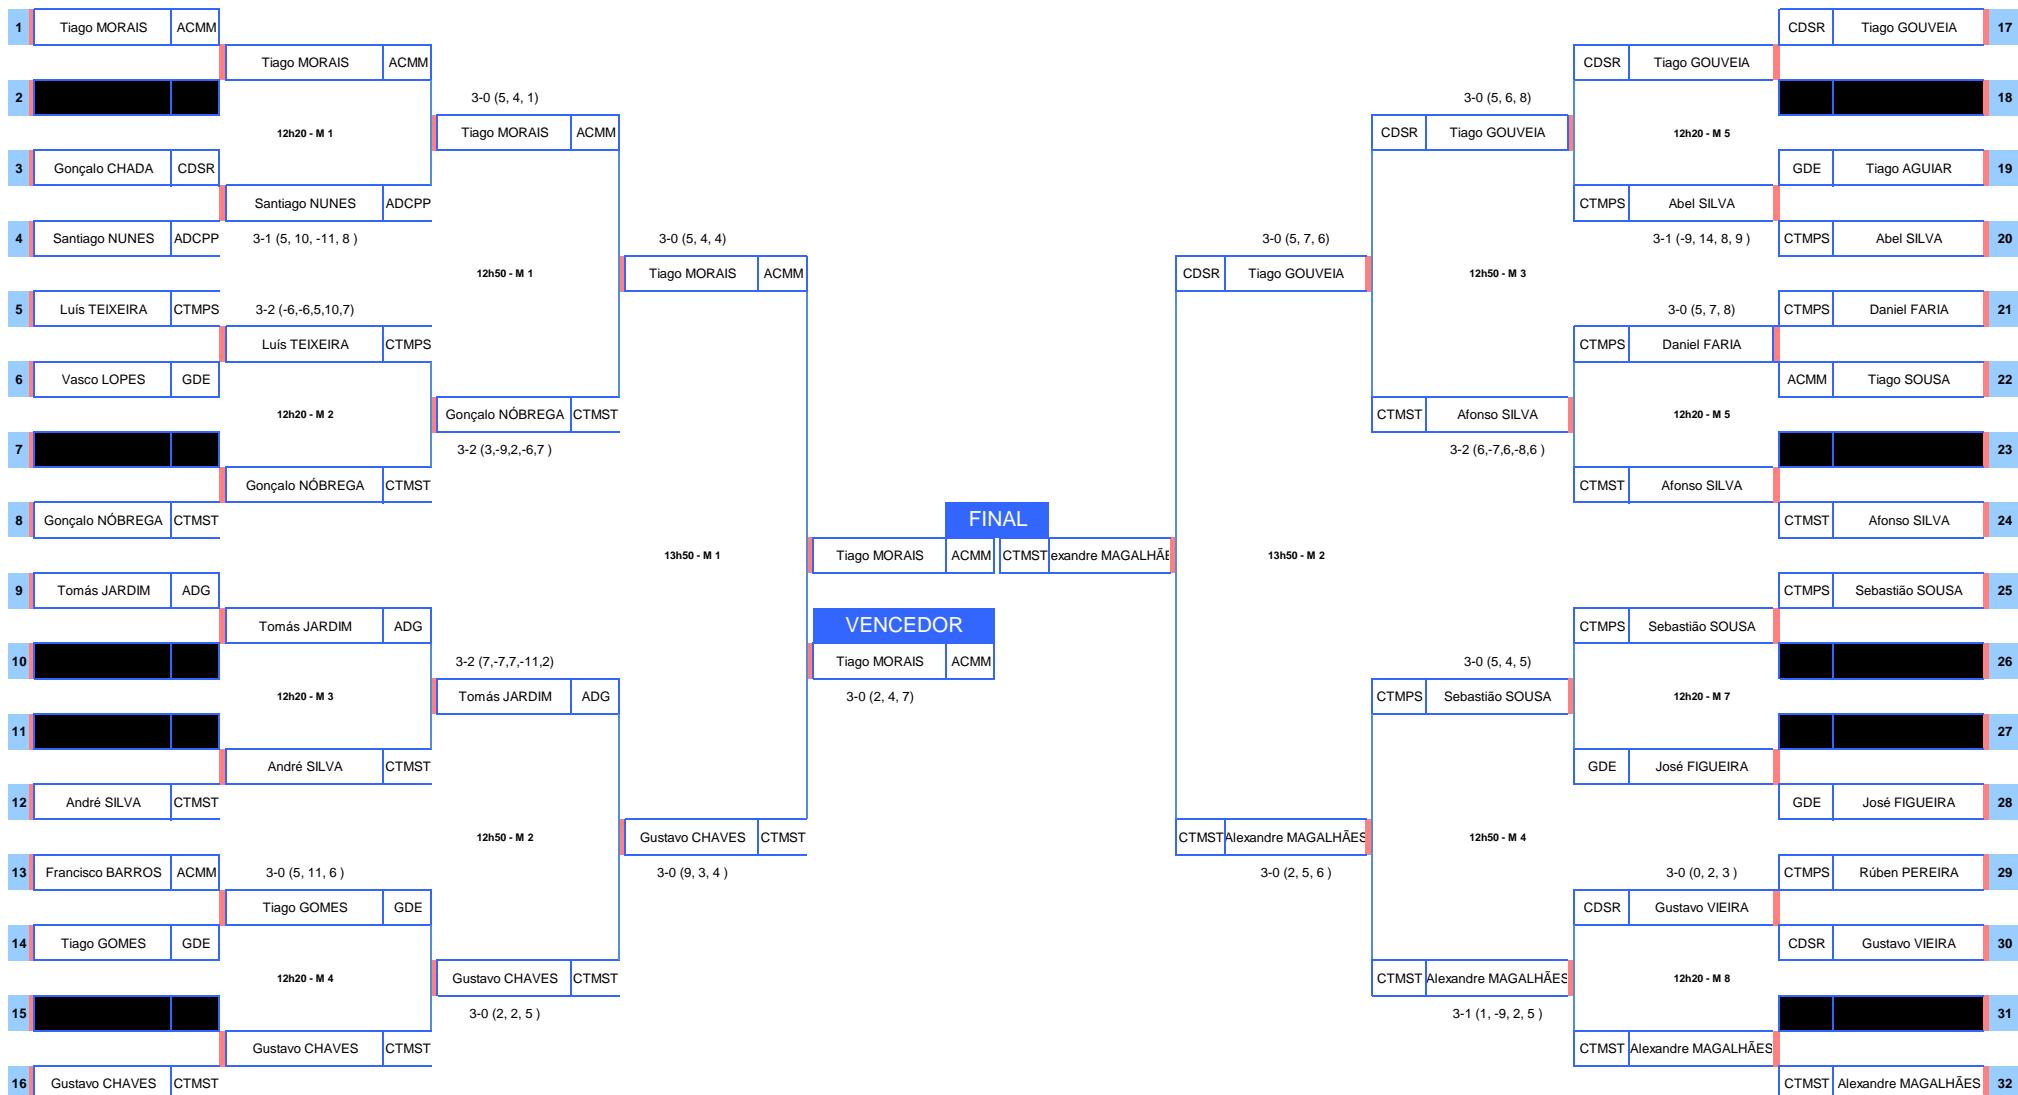 1 Tiago MORAIS ACMM CDSR Tiago GOUVEIA 17
Tiago MORAIS ACMM CDSR Tiago GOUVEIA
2 3-0 (5, 4, 1) 3-0 (5, 6, 8) 18
12h20 - M 1 Tiago MORAIS ACMM CDSR Tiago GOUVEIA 12h20 - M 5
3 Gonçalo CHADA CDSR GDE Tiago AGUIAR 19
Santiago NUNES ADCPP CTMPS Abel SILVA
4 Santiago NUNES ADCPP 3-1 (5, 10, -11, 8 ) 3-0 (5, 4, 4) 3-0 (5, 7, 6) 3-1 (-9, 14, 8, 9 ) CTMPS Abel SILVA 20
12h50 - M 1 Tiago MORAIS ACMM CDSR Tiago GOUVEIA 12h50 - M 3
5 Luís TEIXEIRA CTMPS 3-2 (-6,-6,5,10,7) 3-0 (5, 7, 8) CTMPS Daniel FARIA 21
Luís TEIXEIRA CTMPS CTMPS Daniel FARIA
6 Vasco LOPES GDE ACMM Tiago SOUSA 22
12h20 - M 2 Gonçalo NÓBREGA CTMST CTMST Afonso SILVA 12h20 - M 5
7 3-2 (3,-9,2,-6,7 ) 3-2 (6,-7,6,-8,6 ) 23
Gonçalo NÓBREGA CTMST CTMST Afonso SILVA
8 Gonçalo NÓBREGA CTMST FINAL CTMST Afonso SILVA 24
13h50 - M 1 Tiago MORAIS ACMM CTMST exandre MAGALHÃE 13h50 - M 2
9 Tomás JARDIM ADG CTMPS Sebastião SOUSA 25
Tomás JARDIM ADG VENCEDOR CTMPS Sebastião SOUSA
10 3-2 (7,-7,7,-11,2) Tiago MORAIS ACMM 3-0 (5, 4, 5) 26
12h20 - M 3 Tomás JARDIM ADG 3-0 (2, 4, 7) CTMPS Sebastião SOUSA 12h20 - M 7
11 27
André SILVA CTMST GDE José FIGUEIRA
12 André SILVA CTMST GDE José FIGUEIRA 28
12h50 - M 2 Gustavo CHAVES CTMST CTMST Alexandre MAGALHÃES 12h50 - M 4
13 Francisco BARROS ACMM 3-0 (5, 11, 6 ) 3-0 (9, 3, 4 ) 3-0 (2, 5, 6 ) 3-0 (0, 2, 3 ) CTMPS Rúben PEREIRA 29
Tiago GOMES GDE CDSR Gustavo VIEIRA
14 Tiago GOMES GDE CDSR Gustavo VIEIRA 30
12h20 - M 4 Gustavo CHAVES CTMST CTMST Alexandre MAGALHÃES 12h20 - M 8
15 3-0 (2, 2, 5 ) 3-1 (1, -9, 2, 5 ) 31
Gustavo CHAVES CTMST CTMST Alexandre MAGALHÃES
16 Gustavo CHAVES CTMST CTMST Alexandre MAGALHÃES 32